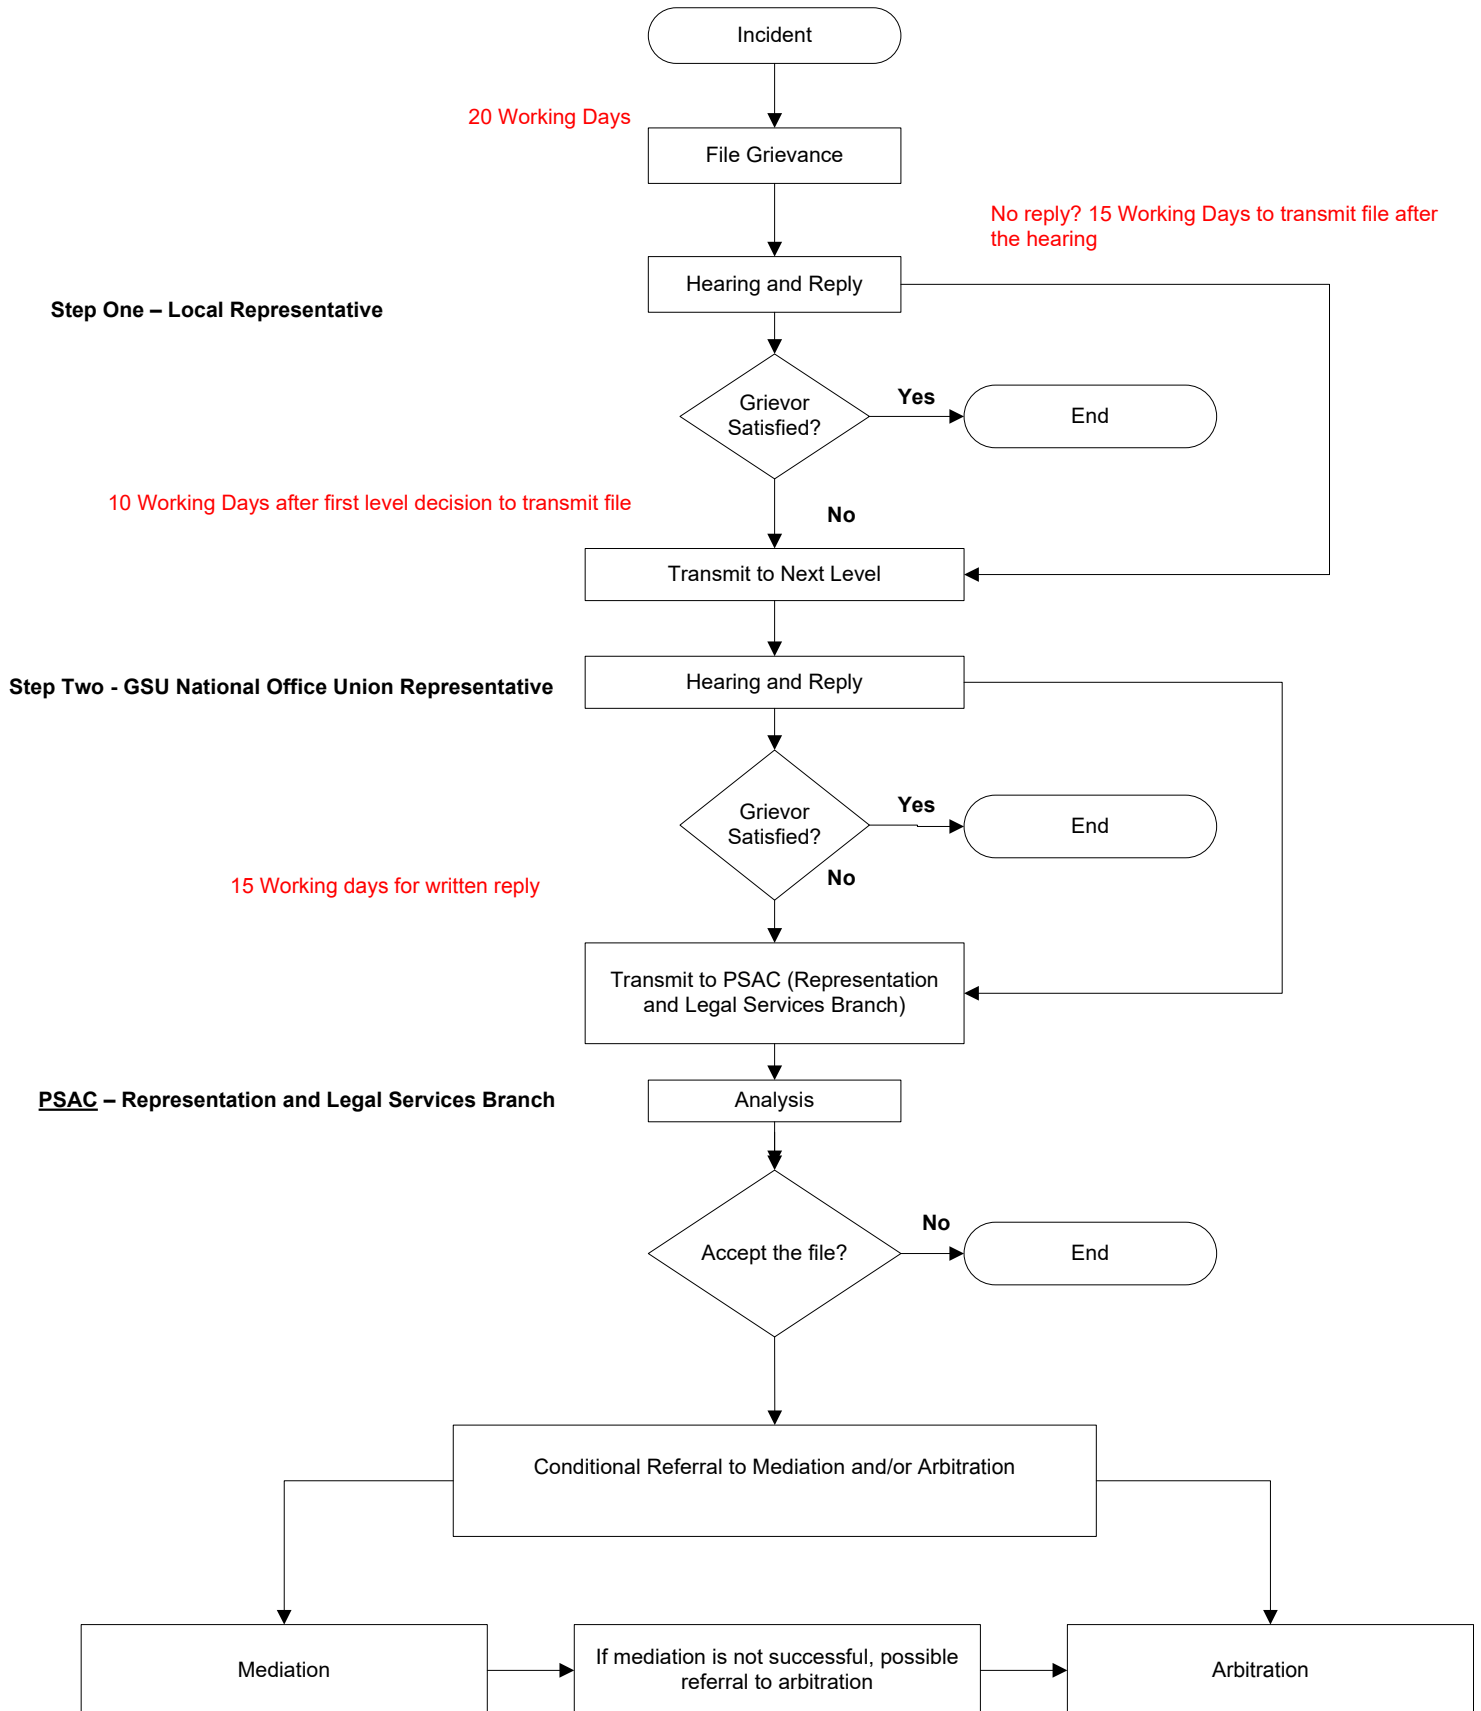 Incident
20 Working Days
File Grievance
No reply? 15 Working Days to transmit file after
the hearing
Hearing and Reply
Step One – Local Representative
Grievor
Satisfied?
Yes
End
10 Working Days after first level decision to transmit file
No
Transmit to Next Level
Step Two - GSU National Office Union Representative
Hearing and Reply
Grievor
Satisfied?
Yes
End
No
15 Working days for written reply
Transmit to PSAC (Representation
and Legal Services Branch)
PSAC – Representation and Legal Services Branch
Analysis
Accept the file?
No
End
Conditional Referral to Mediation and/or Arbitration
Mediation
If mediation is not successful, possible
referral to arbitration
Arbitration